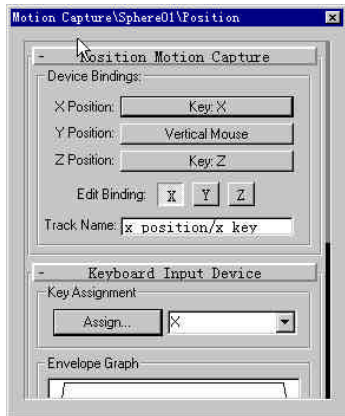 Motion Capture\Sphere01\Position
- Position Motion Capture
Device Bindings:
X Position: Key: X
Y Position: Vertical Mouse
Z Position: Key: Z
Edit Binding: X Y Z
Track Name: x position/x key
- Keyboard Input Device
Key Assignment
Assign... X
Envelope Graph